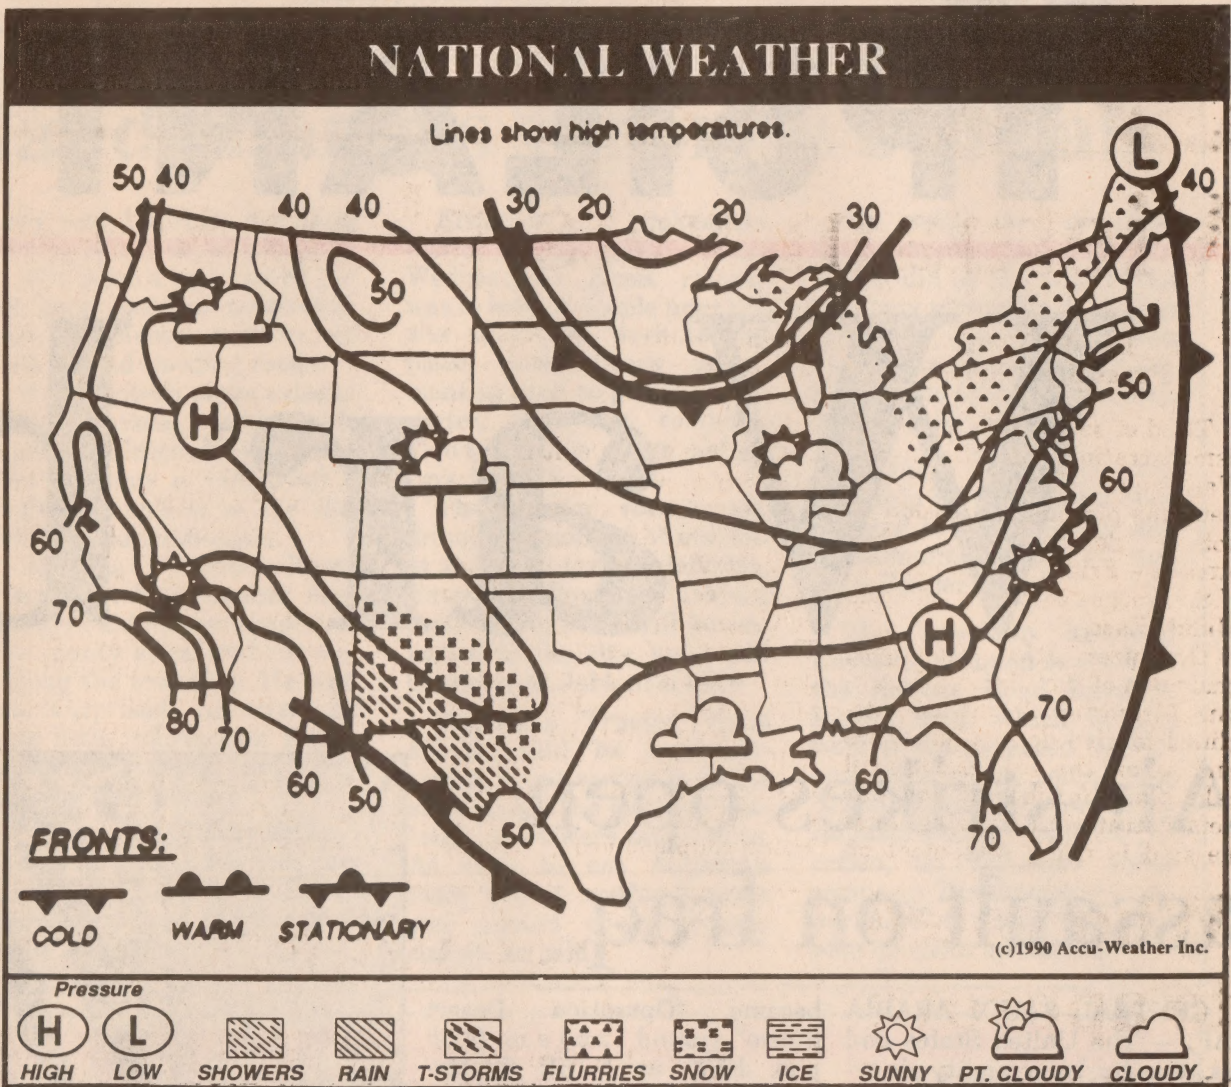 NATIONAL WEATHER
Lines show high temperatures.
L
50 40 40 40 30 20 20 30 40
50
H
50
60
60
70
H
80 70 60 50 50 60 70 70
FRONTS:
COLD WARM STATIONARY
(c)1990 Accu-Weather Inc.
Pressure
H L
HIGH LOW SHOWERS RAIN T-STORMS FLURRIES SNOW ICE SUNNY PT. CLOUDY CLOUDY